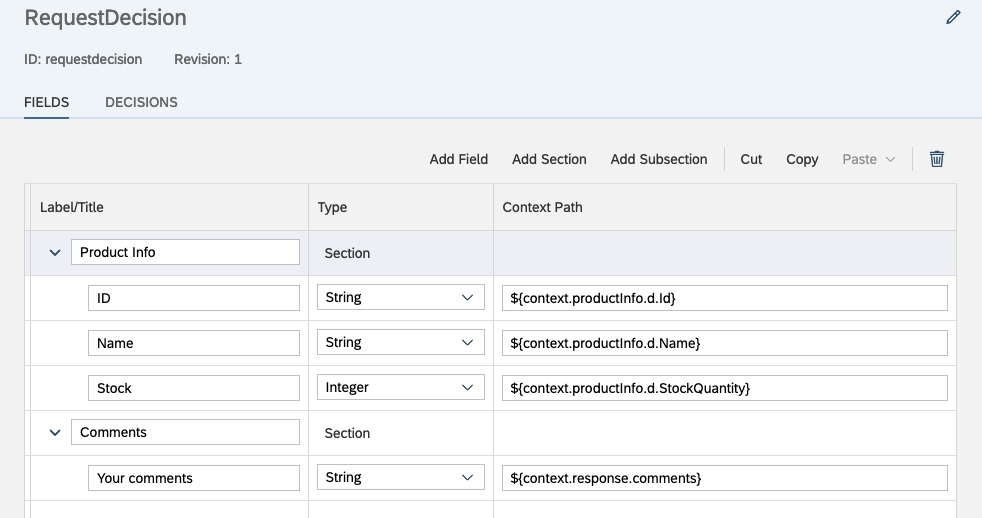 RequestDecision
ID: requestdecision Revision: 1
FIELDS DECISIONS
Add Field Add Section Add Subsection Cut Copy Paste
Label/Title Type Context Path
Product Info Section
ID String ${context.productInfo.d.Id}
Name String ${context.productInfo.d.Name}
Stock Integer ${context.productInfo.d.StockQuantity}
Comments Section
Your comments String ${context.response.comments}